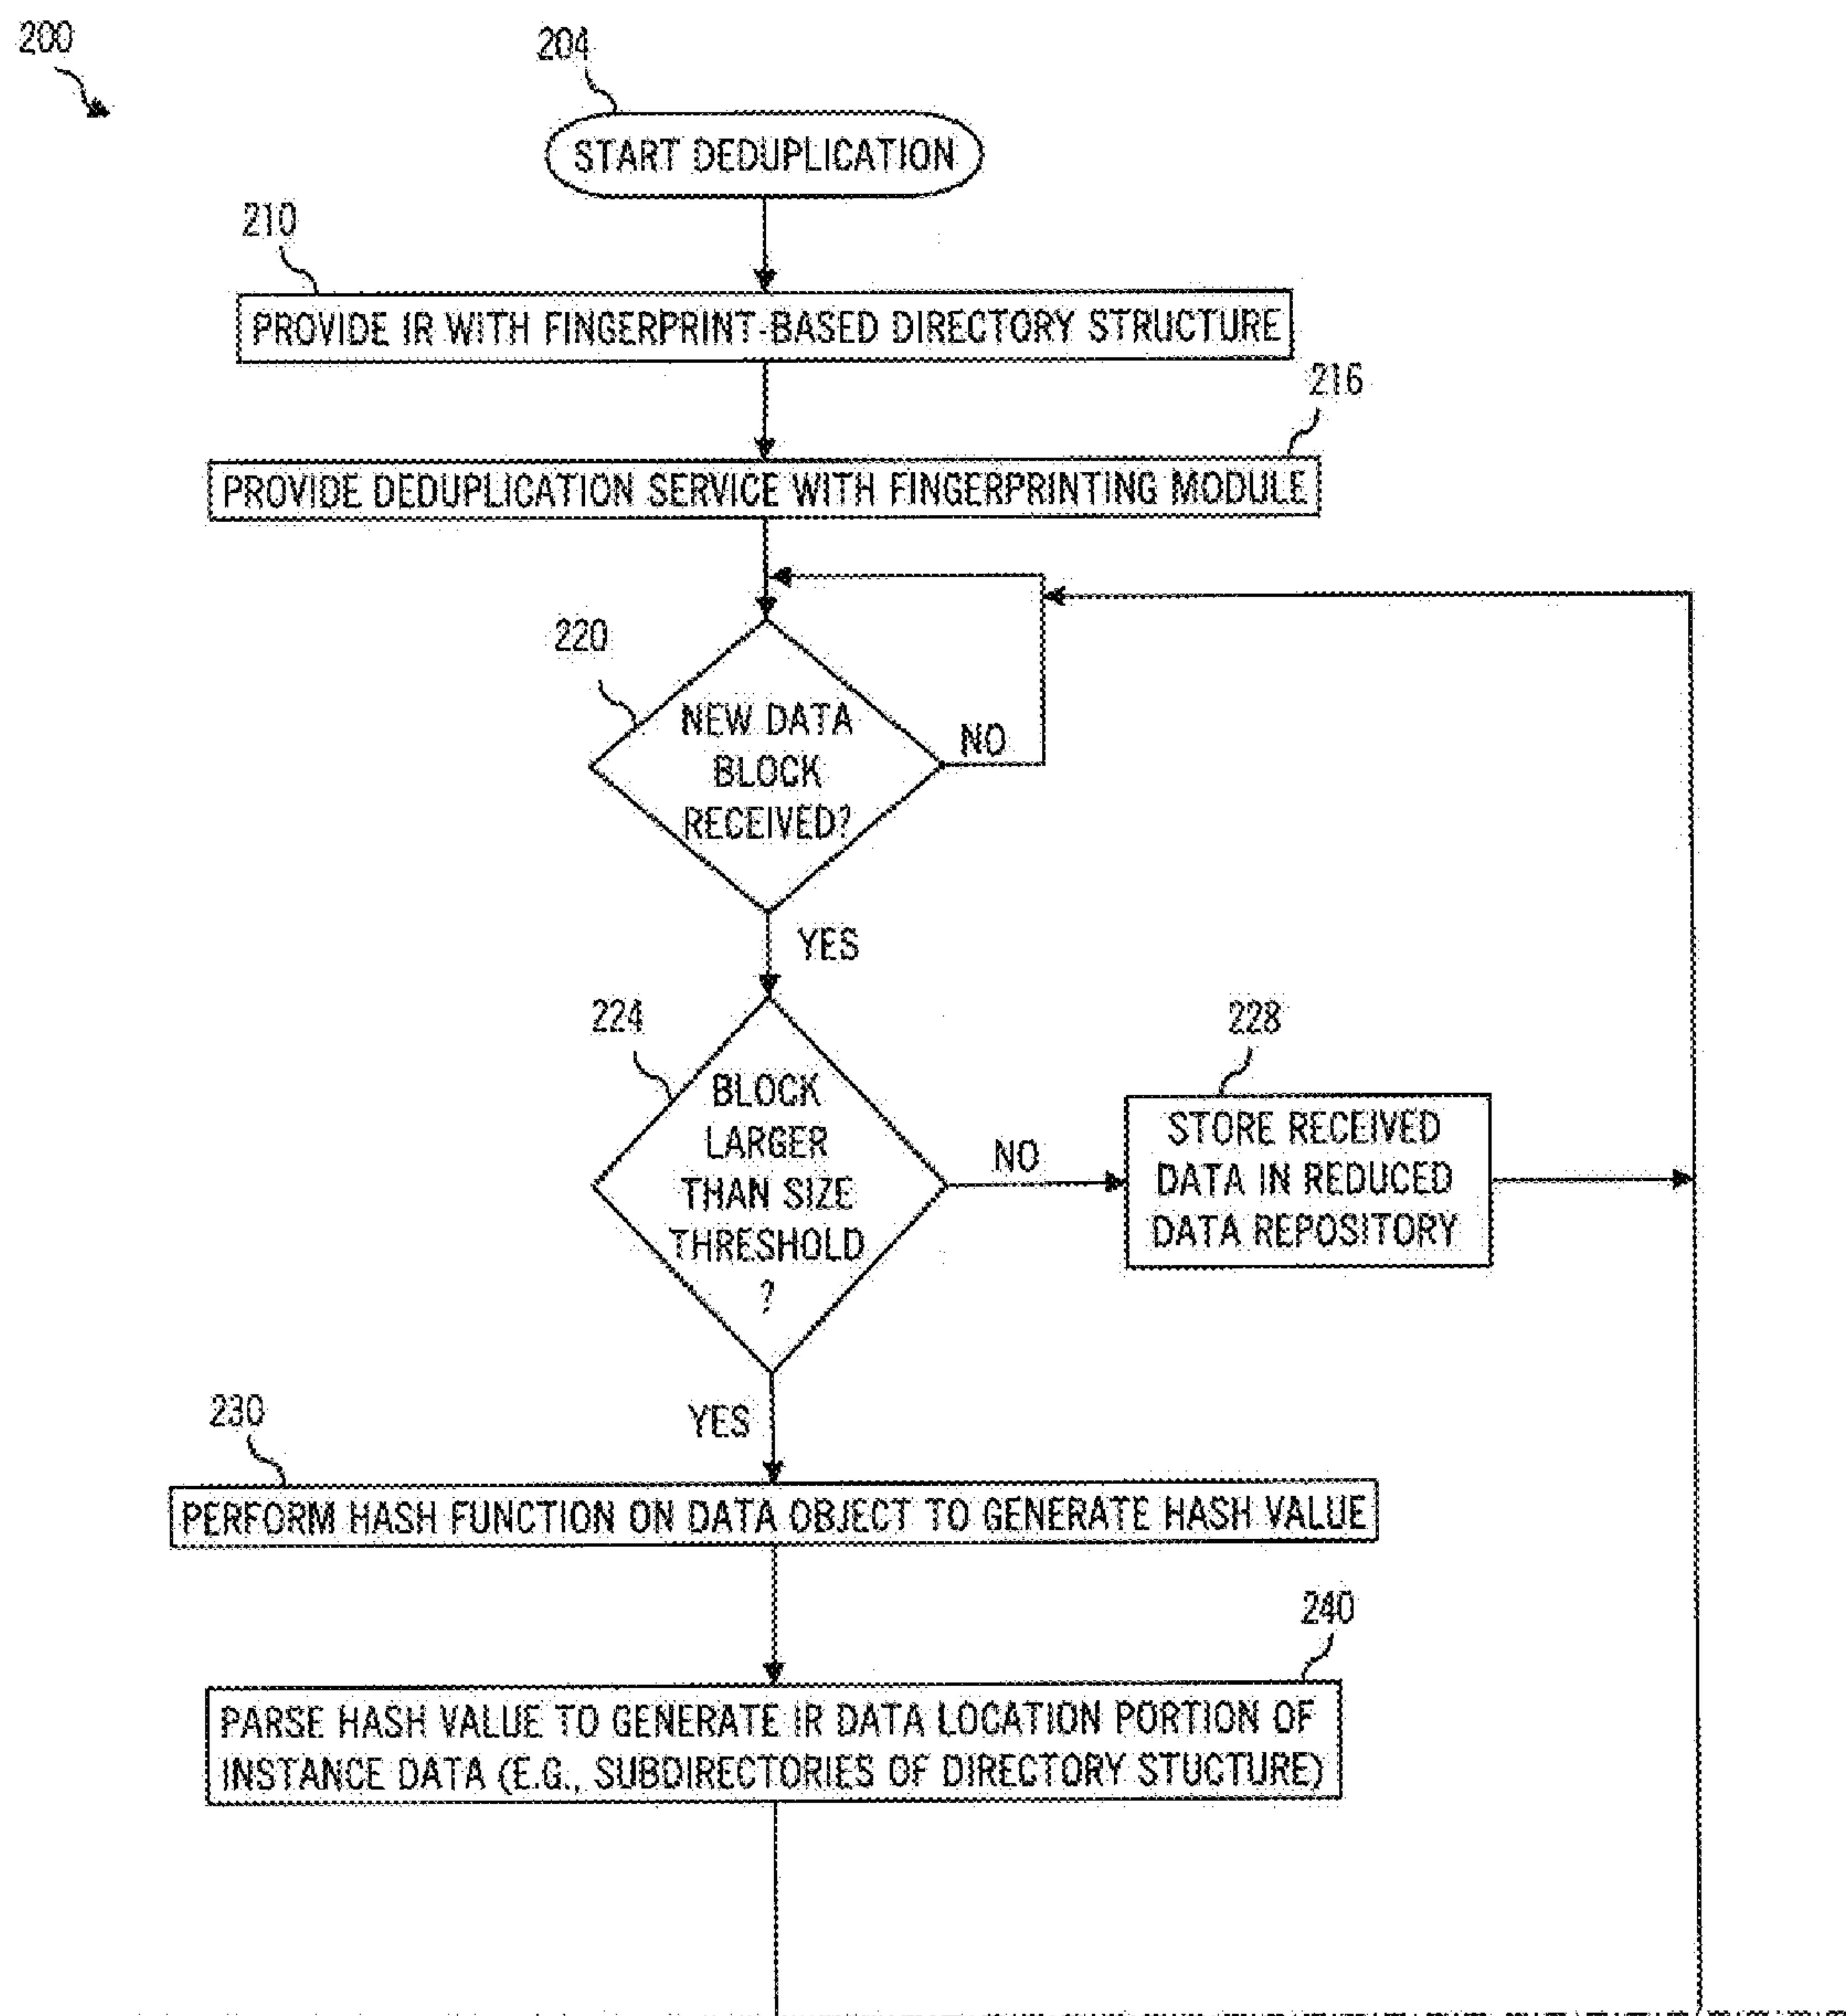 200
204
START DEDUPLICATION
210
PROVIDE IR WITH FINGERPRINT-BASED DIRECTORY STRUCTURE
216
PROVIDE DEDUPLICATION SERVICE WITH FINGERPRINTING MODULE
220
NEW DATA
BLOCK
RECEIVED?
NO
YES
224
BLOCK
LARGER
THAN SIZE
THRESHOLD
?
NO
228
STORE RECEIVED
DATA IN REDUCED
DATA REPOSITORY
YES
230
PERFORM HASH FUNCTION ON DATA OBJECT TO GENERATE HASH VALUE
240
PARSE HASH VALUE TO GENERATE IR DATA LOCATION PORTION OF
INSTANCE DATA (E.G., SUBDIRECTORIES OF DIRECTORY STUCTURE)